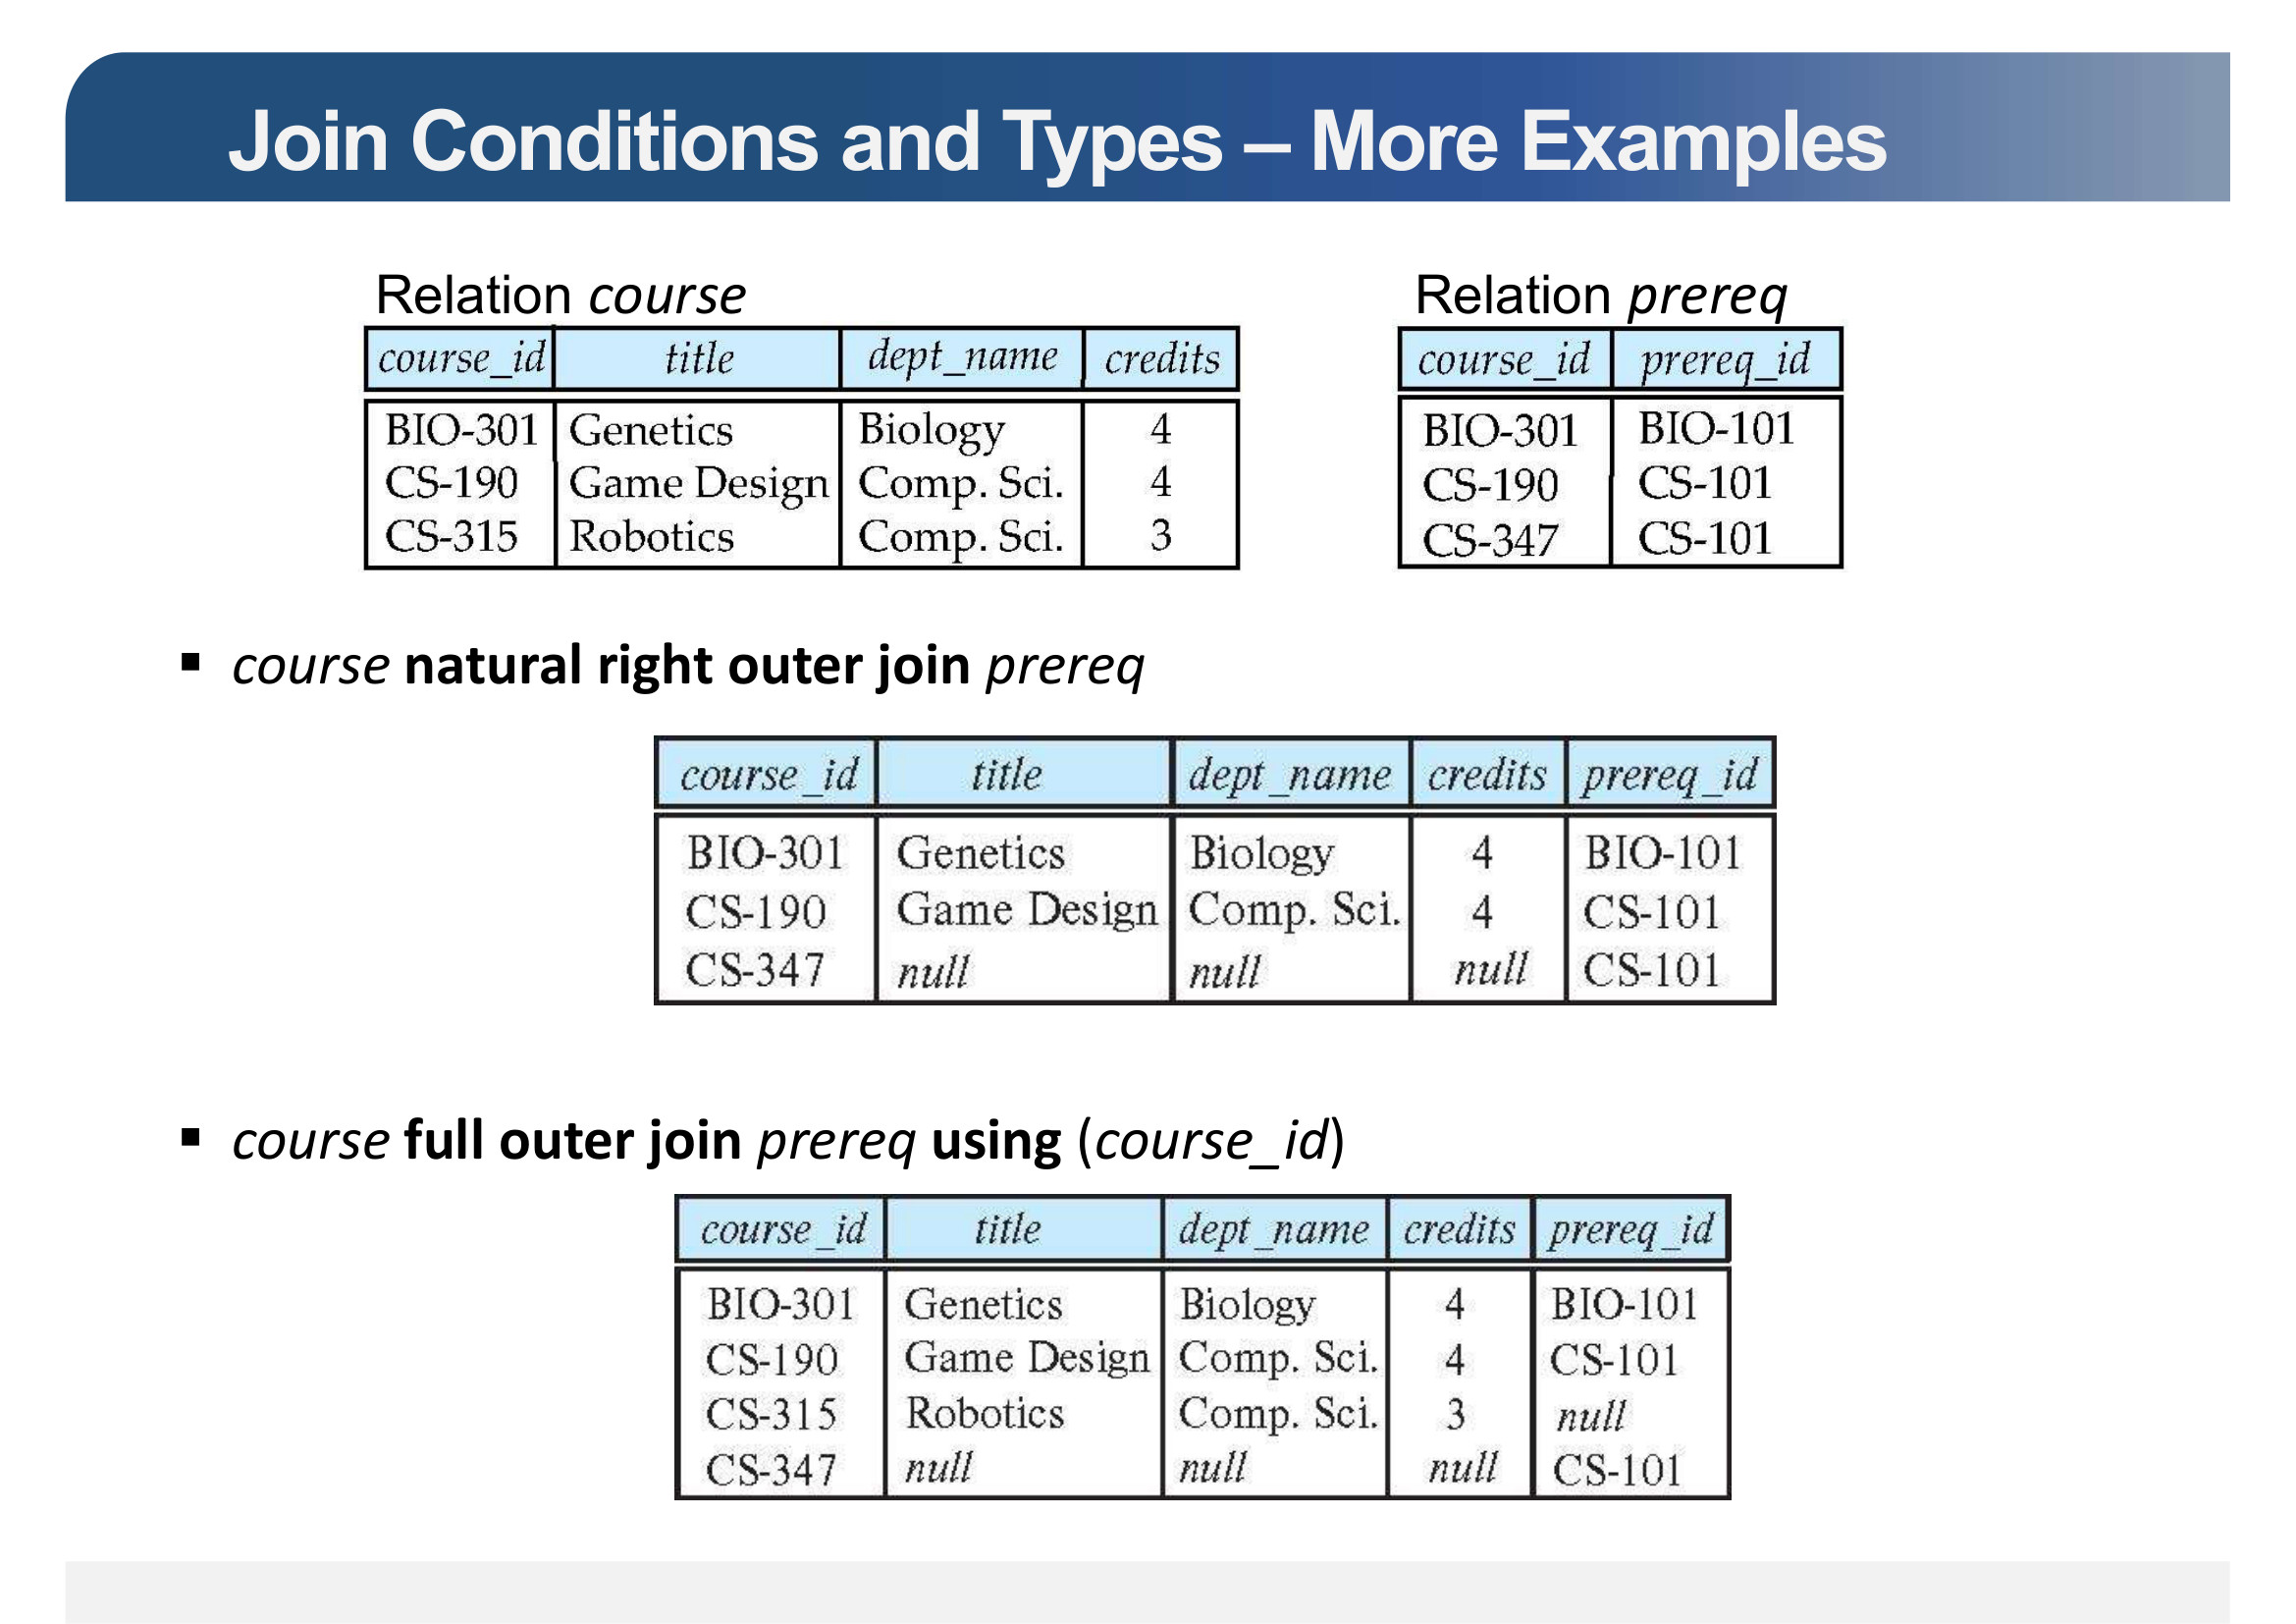 Join Conditions and Types – More Examples
Relation course
Relation prereq
course_id title dept_name credits
BIO-301 Genetics Biology 4
CS-190 Game Design Comp. Sci. 4
CS-315 Robotics Comp. Sci. 3
course_id prereq_id
BIO-301 BIO-101
CS-190 CS-101
CS-347 CS-101
▪ course natural right outer join prereq
course_id title dept_name credits prereq_id
BIO-301 Genetics Biology 4 BIO-101
CS-190 Game Design Comp. Sci. 4 CS-101
CS-347 null null null CS-101
▪ course full outer join prereq using (course_id)
course_id title dept_name credits prereq_id
BIO-301 Genetics Biology 4 BIO-101
CS-190 Game Design Comp. Sci. 4 CS-101
CS-315 Robotics Comp. Sci. 3 null
CS-347 null null null CS-101